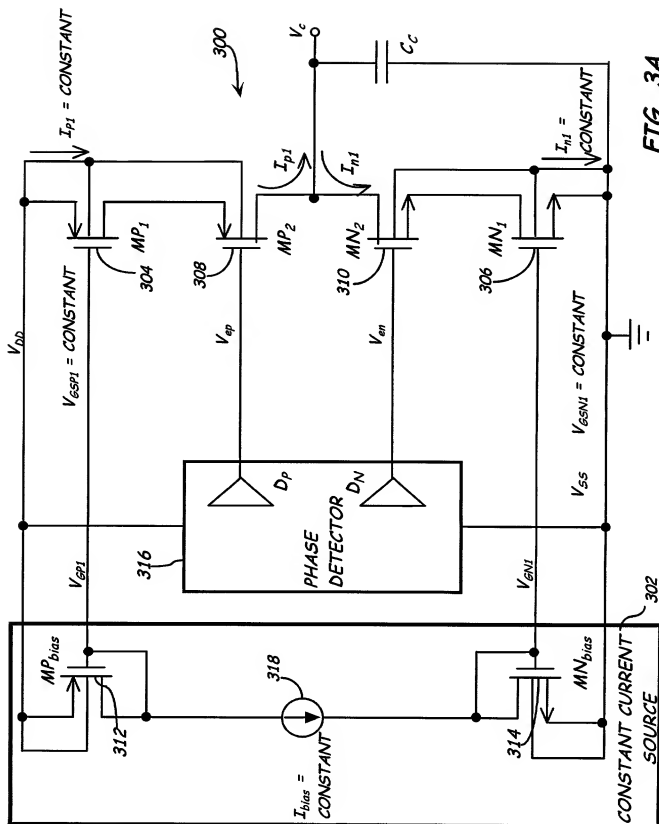 300
I_P1 = CONSTANT
V_DD
V_GSP1 = CONSTANT
304
MP_1
V_GP1
MP_bias
312
V_c
I_p1
308
MP_2
V_ep
316
D_P
PHASE
DETECTOR
D_N
318
I_bias =
CONSTANT
C_C
I_n1
310
MN_2
V_en
I_n1 =
CONSTANT
306
MN_1
V_GSN1 = CONSTANT
V_GN1
V_SS
314
MN_bias
302
CONSTANT CURRENT
SOURCE
FIG. 3A